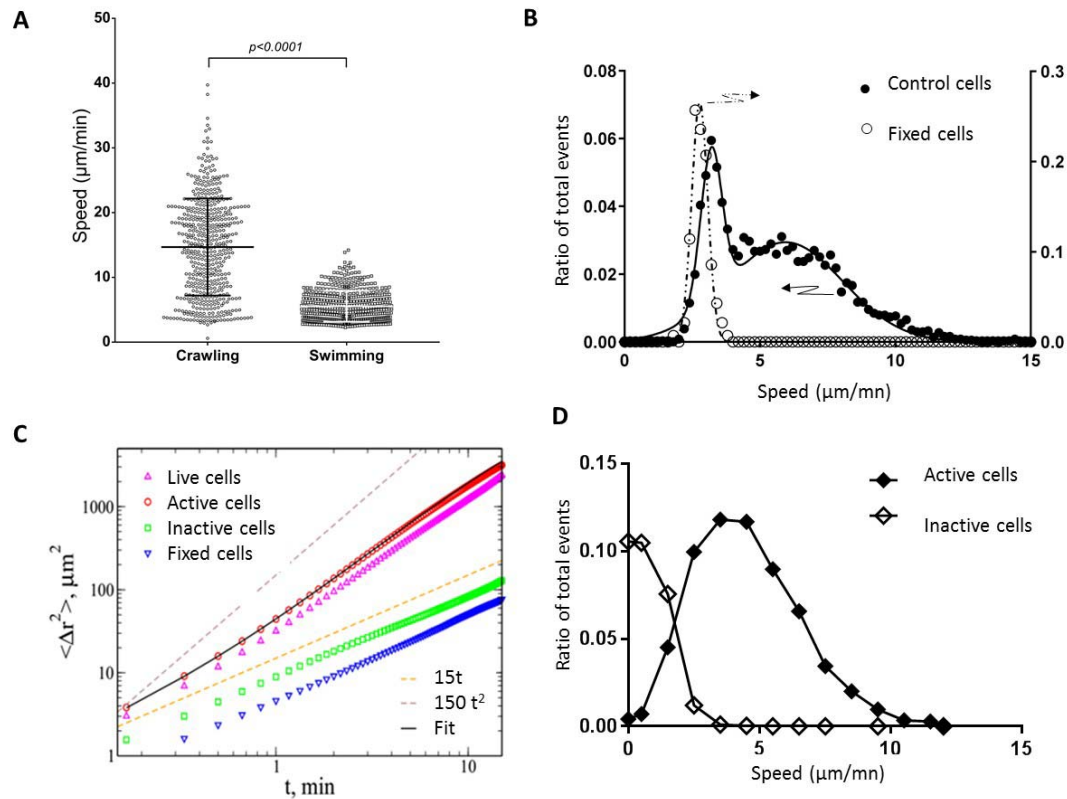 A
50
40
30
20
10
0
Speed (µm/min)
p<0.0001
Crawling
Swimming
B
0.08
0.06
0.04
0.02
0.00
Ratio of total events
0.3
0.2
0.1
0.0
Control cells
Fixed cells
0
5
10
15
Speed (µm/mn)
C
Live cells
Active cells
Inactive cells
Fixed cells
1000
100
10
1
<Δr²>, µm²
15t
150 t²
Fit
1
10
t, min
D
0.15
0.10
0.05
0.00
Ratio of total events
Active cells
Inactive cells
0
5
10
15
Speed (µm/mn)